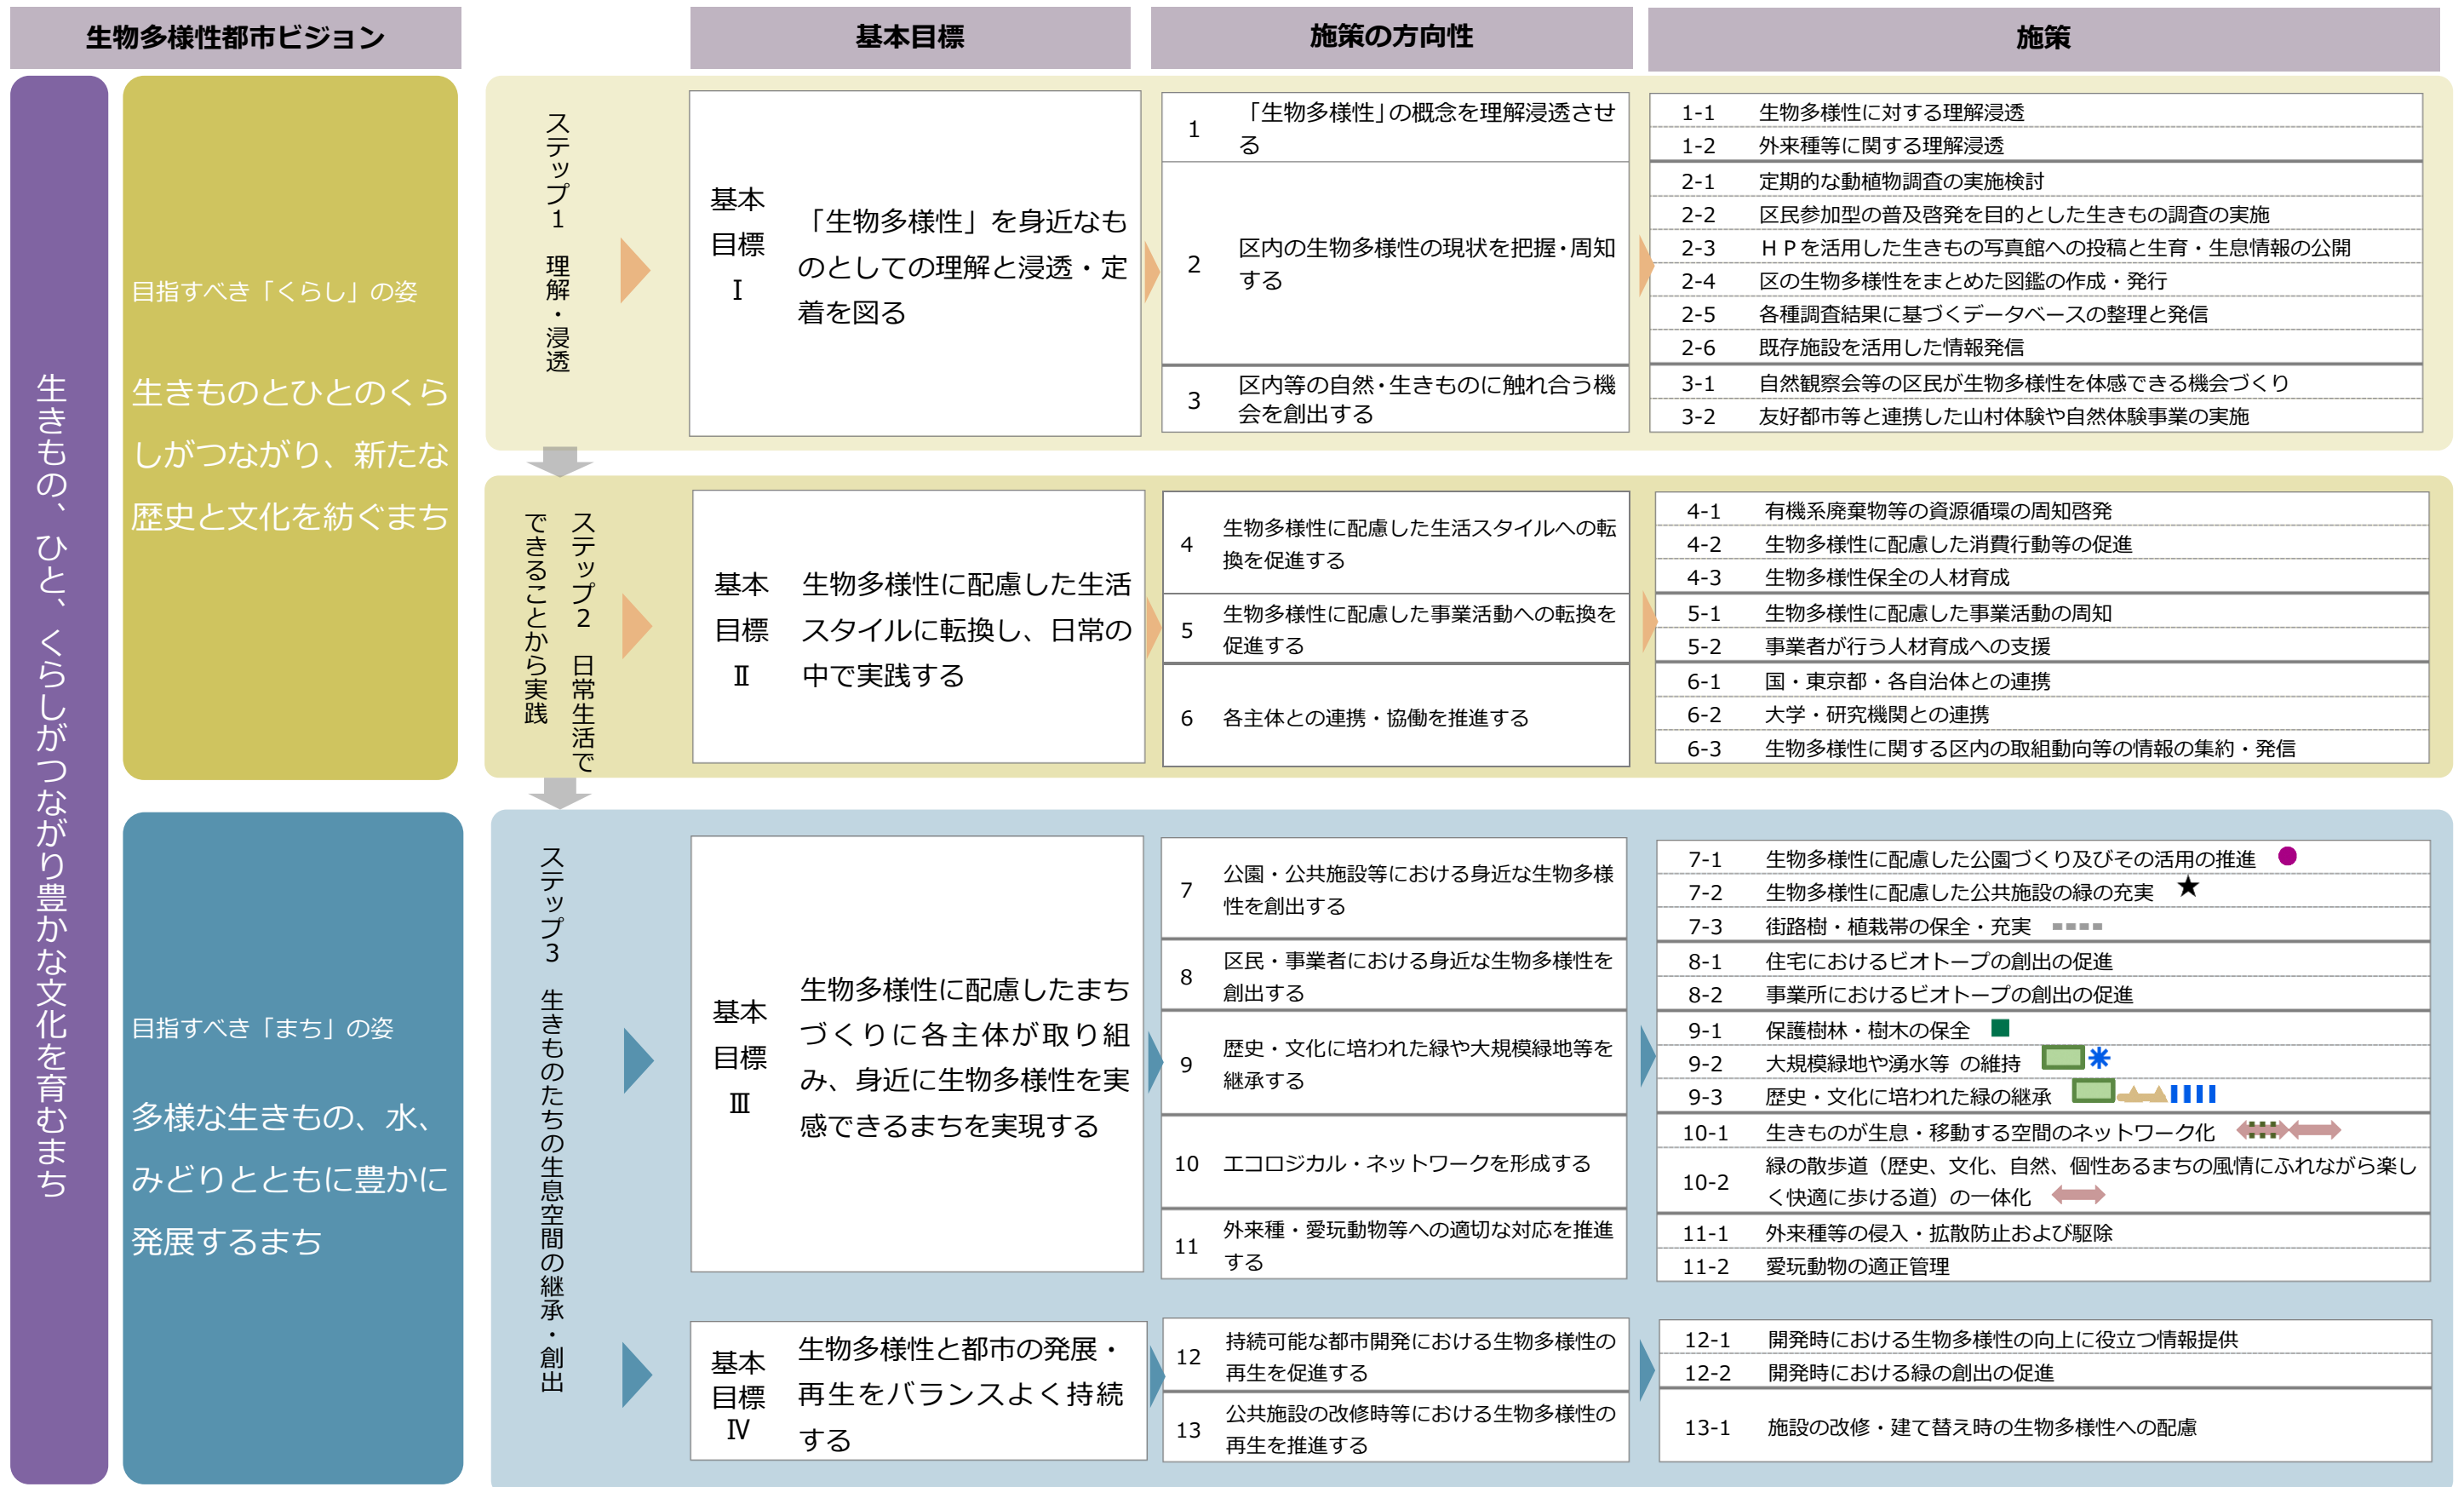 生物多様性都市ビジョン
基本目標
施策の方向性
施策
生きもの、ひと、くらしがつながり豊かな文化を育むまち
目指すべき「くらし」の姿
生きものとひとのくら
しがつながり、新たな
歴史と文化を紡ぐまち
目指すべき「まち」の姿
多様な生きもの、水、
みどりとともに豊かに
発展するまち
ステップ1 理解・浸透
基本
目標
Ⅰ
「生物多様性」を身近なも
のとしての理解と浸透・定
着を図る
1
「生物多様性」の概念を理解浸透させ
る
2
区内の生物多様性の現状を把握・周知
する
3
区内等の自然・生きものに触れ合う機
会を創出する
1-1 生物多様性に対する理解浸透
1-2 外来種等に関する理解浸透
2-1 定期的な動植物調査の実施検討
2-2 区民参加型の普及啓発を目的とした生きもの調査の実施
2-3 ＨＰを活用した生きもの写真館への投稿と生育・生息情報の公開
2-4 区の生物多様性をまとめた図鑑の作成・発行
2-5 各種調査結果に基づくデータベースの整理と発信
2-6 既存施設を活用した情報発信
3-1 自然観察会等の区民が生物多様性を体感できる機会づくり
3-2 友好都市等と連携した山村体験や自然体験事業の実施
ステップ2 日常生活で
できることから実践
基本
目標
Ⅱ
生物多様性に配慮した生活
スタイルに転換し、日常の
中で実践する
4
生物多様性に配慮した生活スタイルへの転
換を促進する
5
生物多様性に配慮した事業活動への転換を
促進する
6 各主体との連携・協働を推進する
4-1 有機系廃棄物等の資源循環の周知啓発
4-2 生物多様性に配慮した消費行動等の促進
4-3 生物多様性保全の人材育成
5-1 生物多様性に配慮した事業活動の周知
5-2 事業者が行う人材育成への支援
6-1 国・東京都・各自治体との連携
6-2 大学・研究機関との連携
6-3 生物多様性に関する区内の取組動向等の情報の集約・発信
ステップ3 生きものたちの生息空間の継承・創出
基本
目標
Ⅲ
生物多様性に配慮したまち
づくりに各主体が取り組
み、身近に生物多様性を実
感できるまちを実現する
7
公園・公共施設等における身近な生物多様
性を創出する
8
区民・事業者における身近な生物多様性を
創出する
9
歴史・文化に培われた緑や大規模緑地等を
継承する
10 エコロジカル・ネットワークを形成する
11
外来種・愛玩動物等への適切な対応を推進
する
7-1 生物多様性に配慮した公園づくり及びその活用の推進
7-2 生物多様性に配慮した公共施設の緑の充実
7-3 街路樹・植栽帯の保全・充実
8-1 住宅におけるビオトープの創出の促進
8-2 事業所におけるビオトープの創出の促進
9-1 保護樹林・樹木の保全
9-2 大規模緑地や湧水等 の維持
9-3 歴史・文化に培われた緑の継承
10-1 生きものが生息・移動する空間のネットワーク化
10-2
緑の散歩道（歴史、文化、自然、個性あるまちの風情にふれながら楽し
く快適に歩ける道）の一体化
11-1 外来種等の侵入・拡散防止および駆除
11-2 愛玩動物の適正管理
基本
目標
Ⅳ
生物多様性と都市の発展・
再生をバランスよく持続
する
12
持続可能な都市開発における生物多様性の
再生を促進する
13
公共施設の改修時等における生物多様性の
再生を推進する
12-1 開発時における生物多様性の向上に役立つ情報提供
12-2 開発時における緑の創出の促進
13-1 施設の改修・建て替え時の生物多様性への配慮